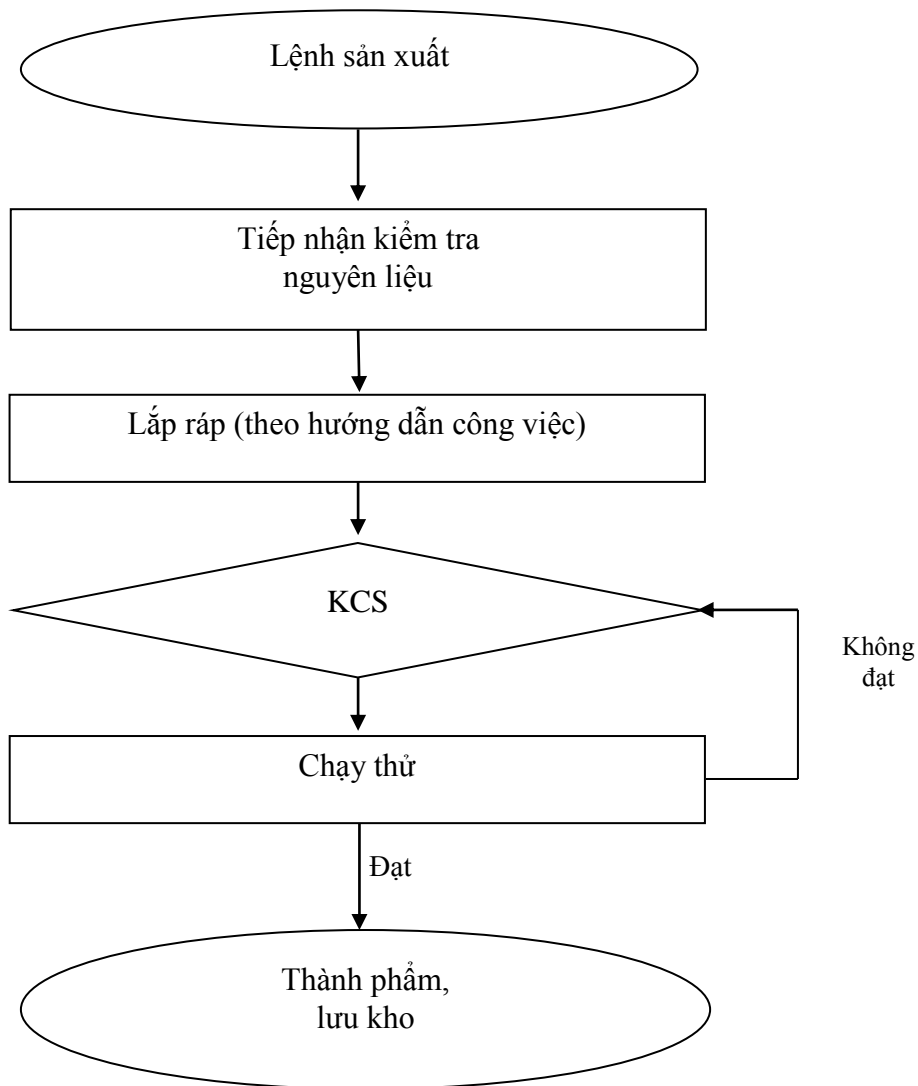 Lệnh sản xuất
Tiếp nhận kiểm tra
nguyên liệu
Lắp ráp (theo hướng dẫn công việc)
KCS
Không
đạt
Chạy thử
Đạt
Thành phẩm,
lưu kho